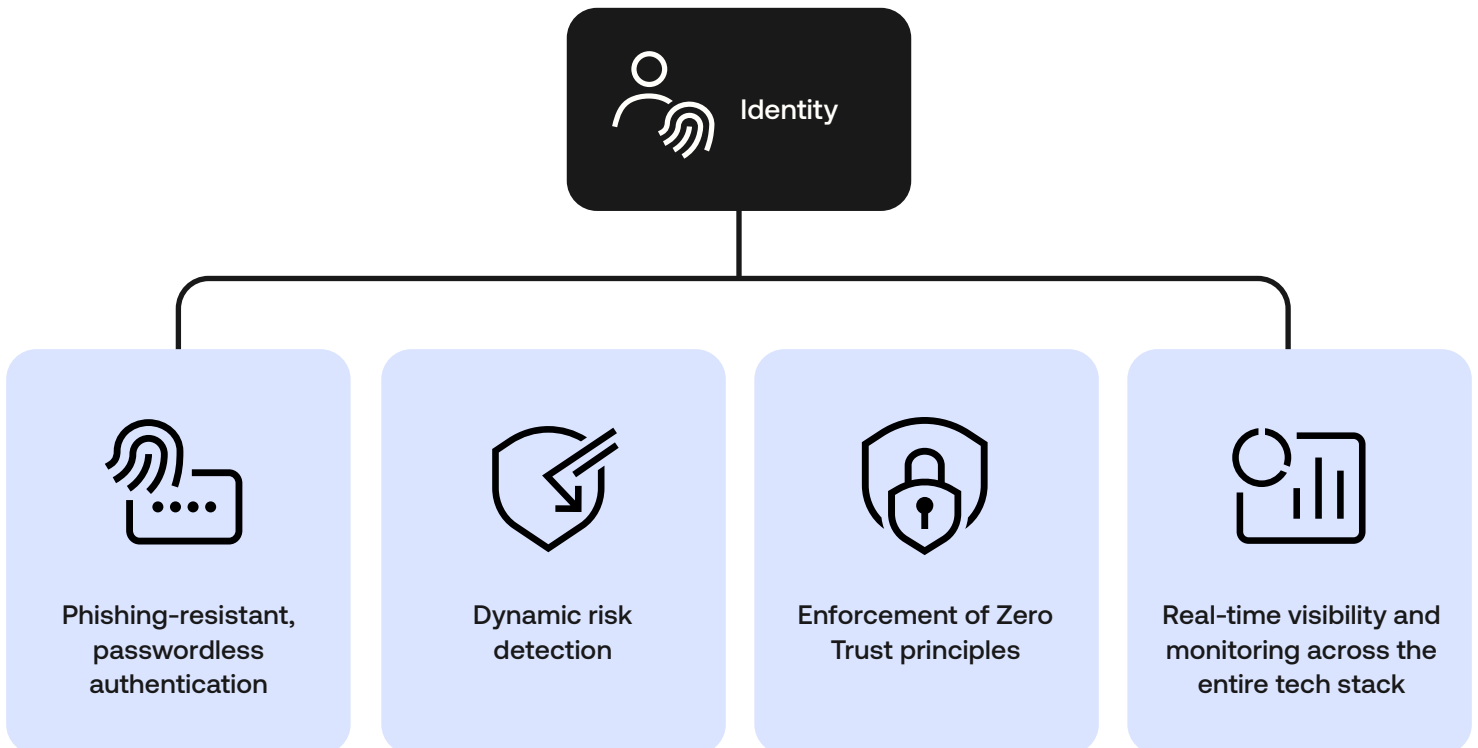 Identity
Phishing-resistant,
passwordless
authentication
Dynamic risk
detection
Enforcement of Zero
Trust principles
Real-time visibility and
monitoring across the
entire tech stack